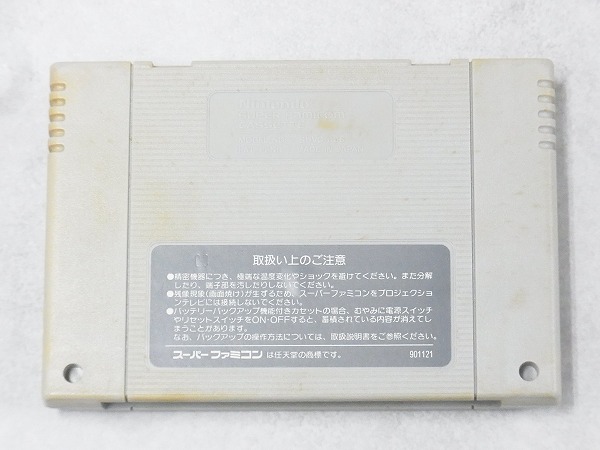 Nintendo
取扱い上のご注意
●精密機器につき、極端な温度変化やショックを避けてください。また分解
したり、端子部を汚したりしないでください。
●残像現象(画面焼け)が生ずるため、スーパーファミコンをプロジェクショ
ンテレビには接続しないでください。
●バッテリーバックアップ機能付きカセットの場合、むやみに電源スイッチ
やリセットスイッチをON-OFFすると、蓄積されている内容が消えてし
まうことがあります。
なお、バックアップの操作方法については、取扱説明書をご参照ください。
スーパーファミコン は任天堂の商標です。 901121